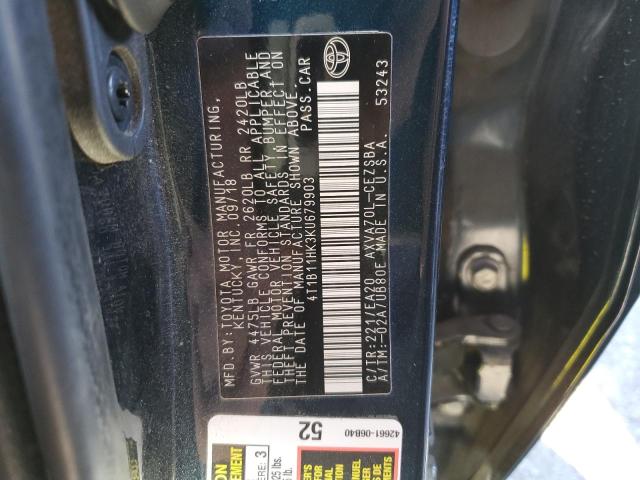 MFD.BY:TOYOTA MOTOR MANUFACTURING,
KENTUCKY, INC. 09/18
GVWR 4475LB GAWR FR 2620LB RR 2420LB
THIS VEHICLE CONFORMS TO ALL APPLICABLE
FEDERAL MOTOR VEHICLE SAFETY, BUMPER,AND
THEFT PREVENTION STANDARDS IN EFFECT ON
THE DATE OF MANUFACTURE SHOWN ABOVE.
4T1B11HK3KU679903 PASS.CAR
C/TR:221/EA20 AXVA70L-CEZSBA
A/TM:-02A/UB80E MADE IN U.S.A. 53243
42661-06B40
52